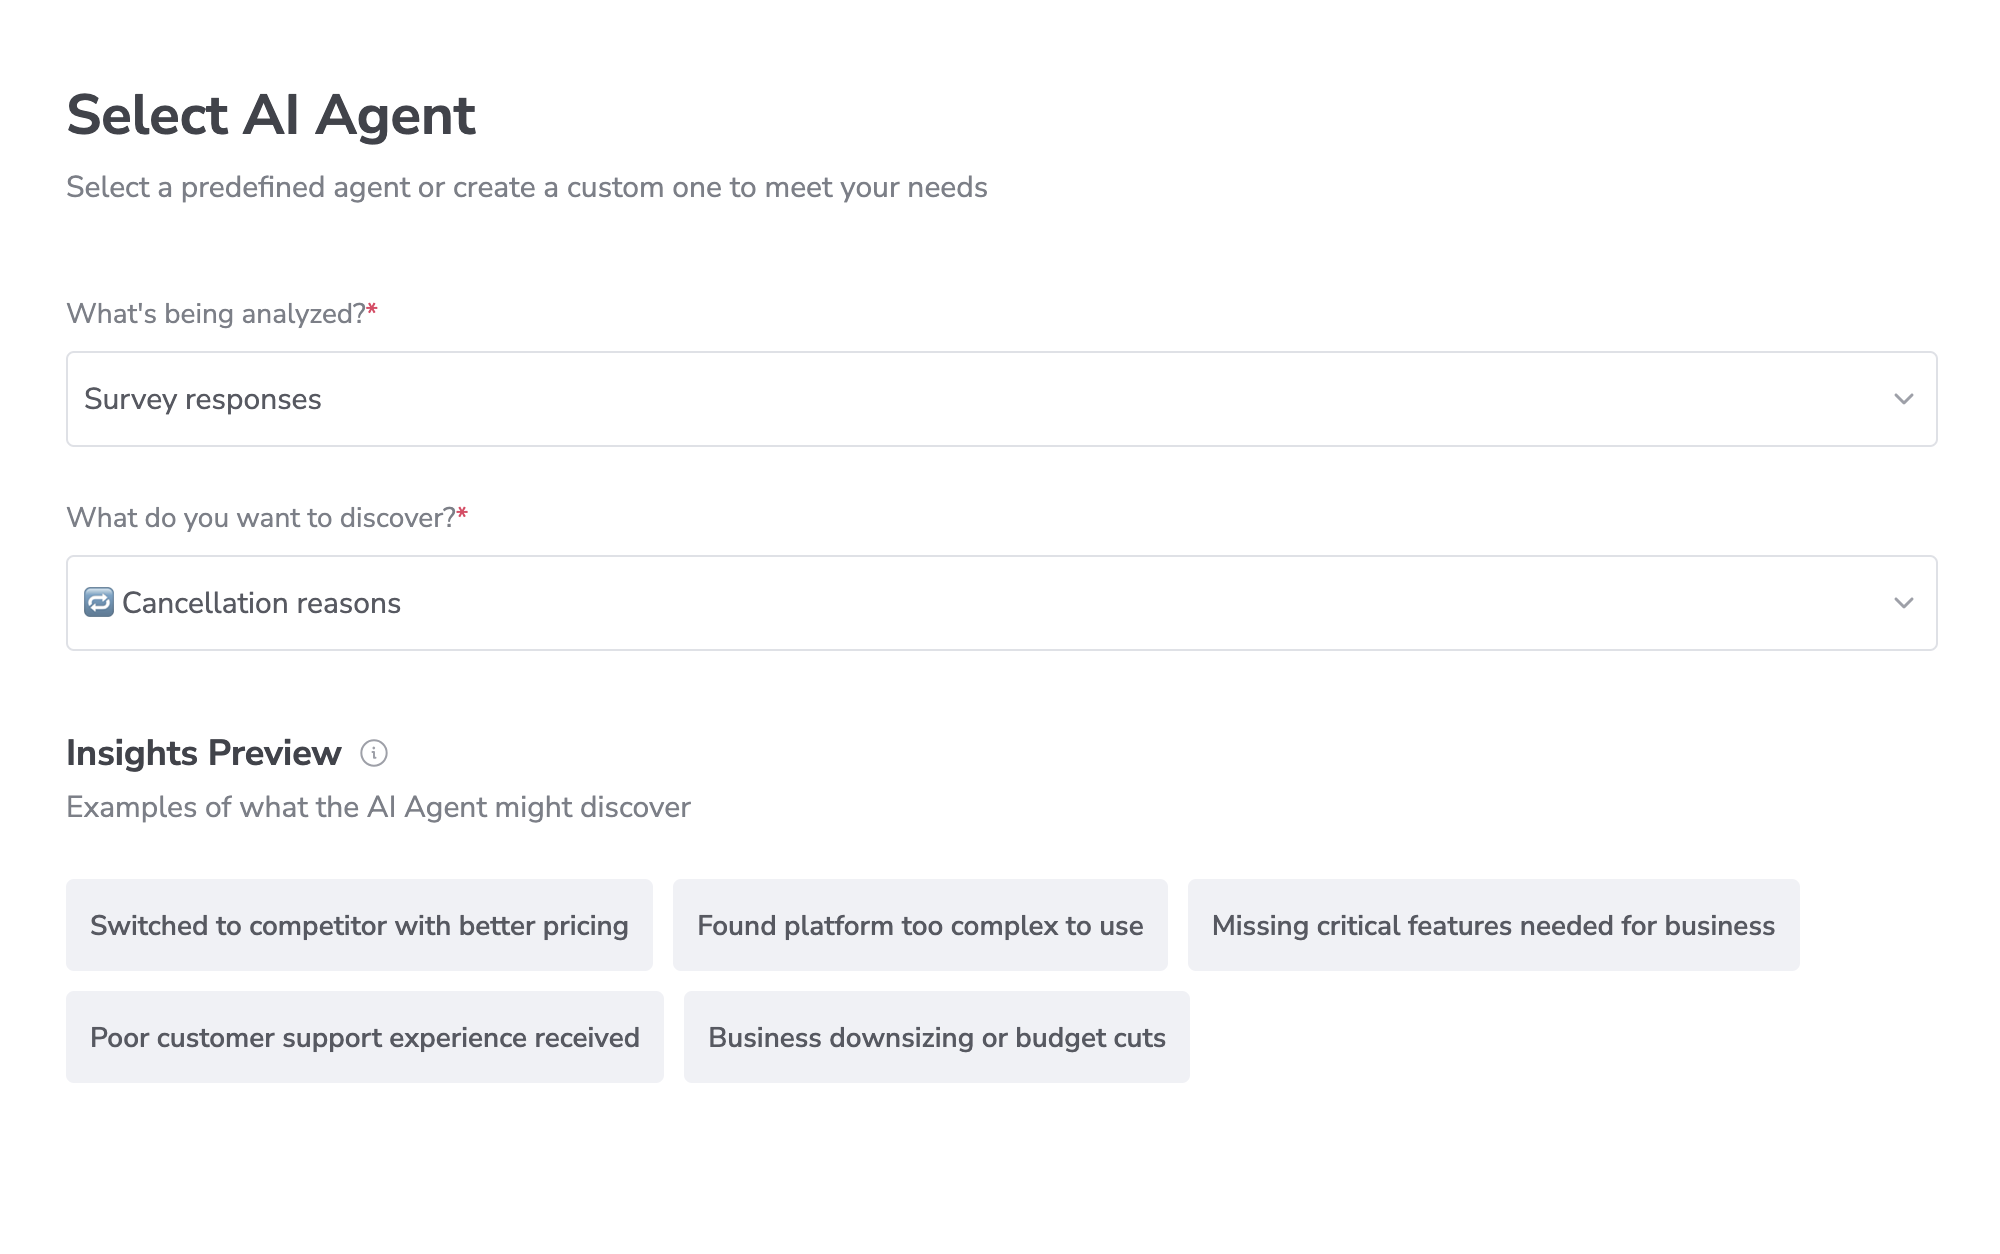 Select AI Agent
Select a predefined agent or create a custom one to meet your needs
What's being analyzed?*
Survey responses
What do you want to discover?*
🔁 Cancellation reasons
Insights Preview
Examples of what the AI Agent might discover
Switched to competitor with better pricing
Found platform too complex to use
Missing critical features needed for business
Poor customer support experience received
Business downsizing or budget cuts